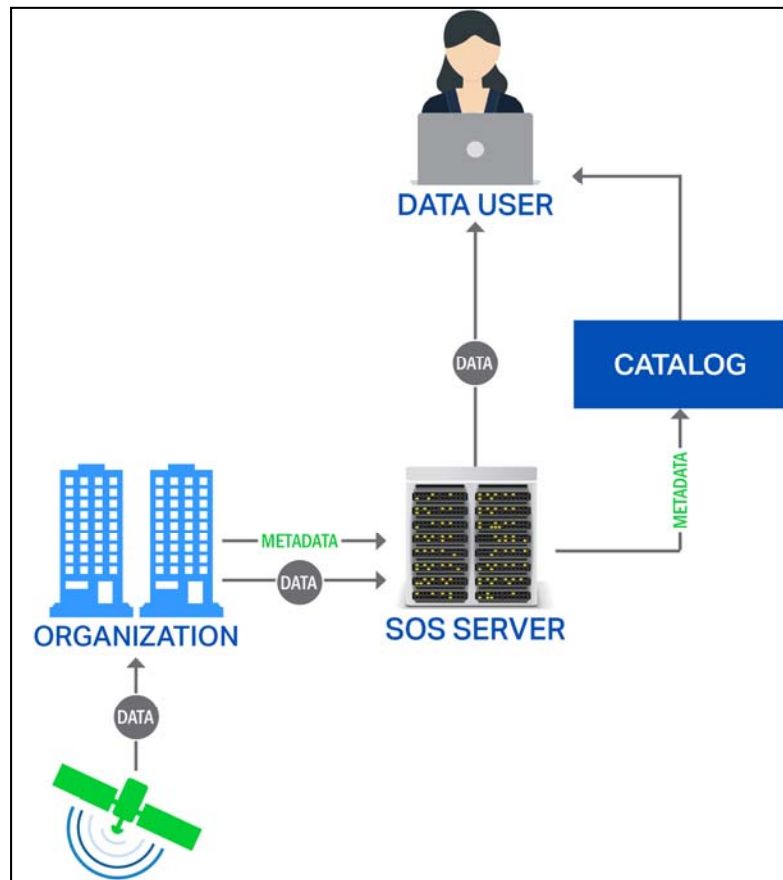 DATA USER
DATA
CATALOG
METADATA
METADATA
DATA
ORGANIZATION
SOS SERVER
DATA